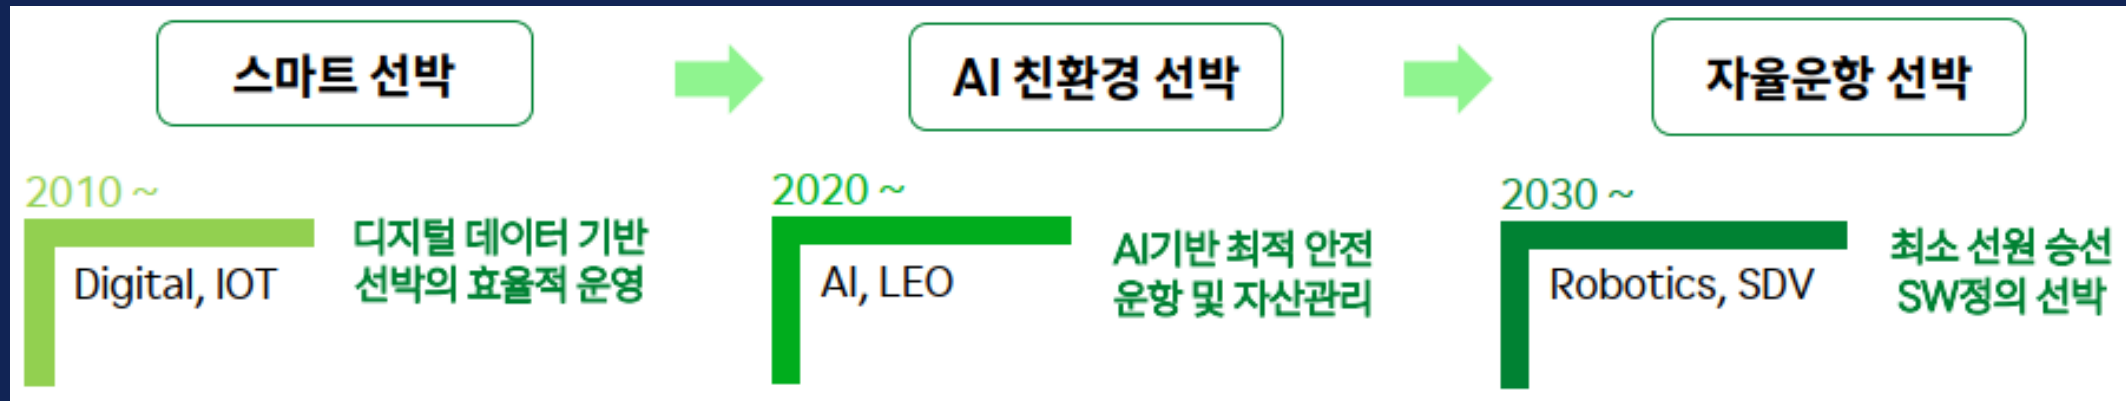 스마트 선박
AI 친환경 선박
자율운항 선박
2010 ~
Digital, IOT
디지털 데이터 기반
선박의 효율적 운영
2020 ~
AI, LEO
AI기반 최적 안전
운항 및 자산관리
2030 ~
Robotics, SDV
최소 선원 승선
SW정의 선박